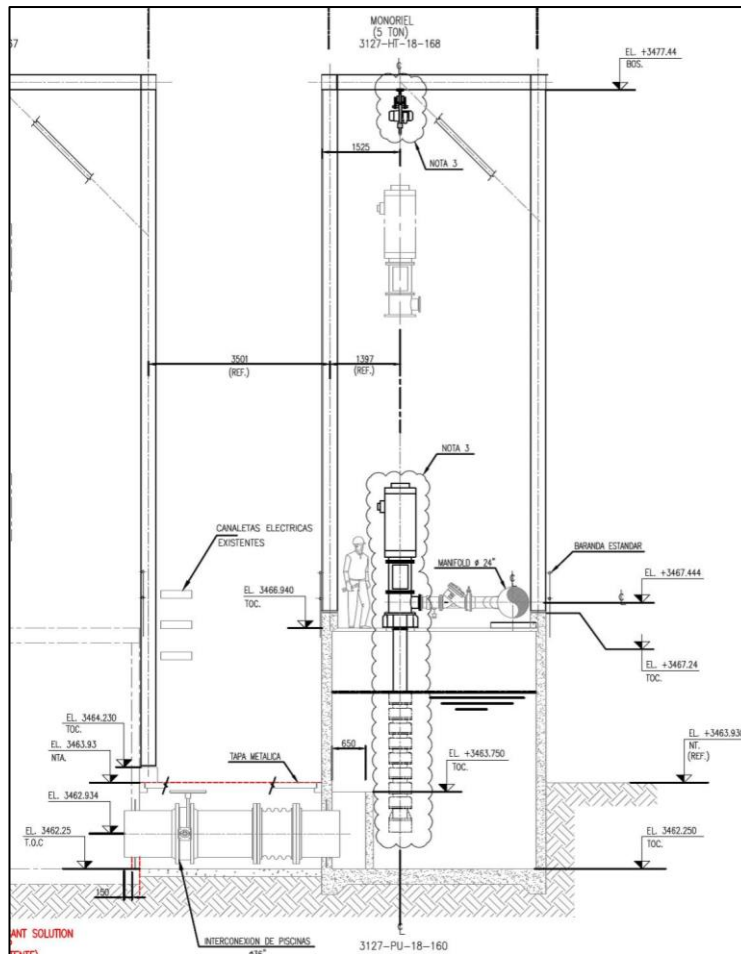 37
MONORIEL
(5 TON)
3127-HT-18-168
EL. +3477.44
BOS.
1525
NOTA 3
3501
(REF.)
1397
(REF.)
NOTA 3
CANALETAS ELECTRICAS
EXISTENTES
BARANDA ESTANDAR
MANIFOLD ø 24"
EL. +3467.444
EL. 3466.940
TOC.
EL. +3467.24
TOC.
EL. 3464.230
TOC.
EL. 3463.93
NTA.
650
EL. +3463.750
TOC.
EL. +3463.930
NT.
(REF.)
TAPA METALICA
EL. 3462.934
EL. 3462.25
T.O.C
EL. 3462.250
TOC.
150
ANT SOLUTION
INTERCONEXION DE PISCINAS
ø36"
3127-PU-18-160